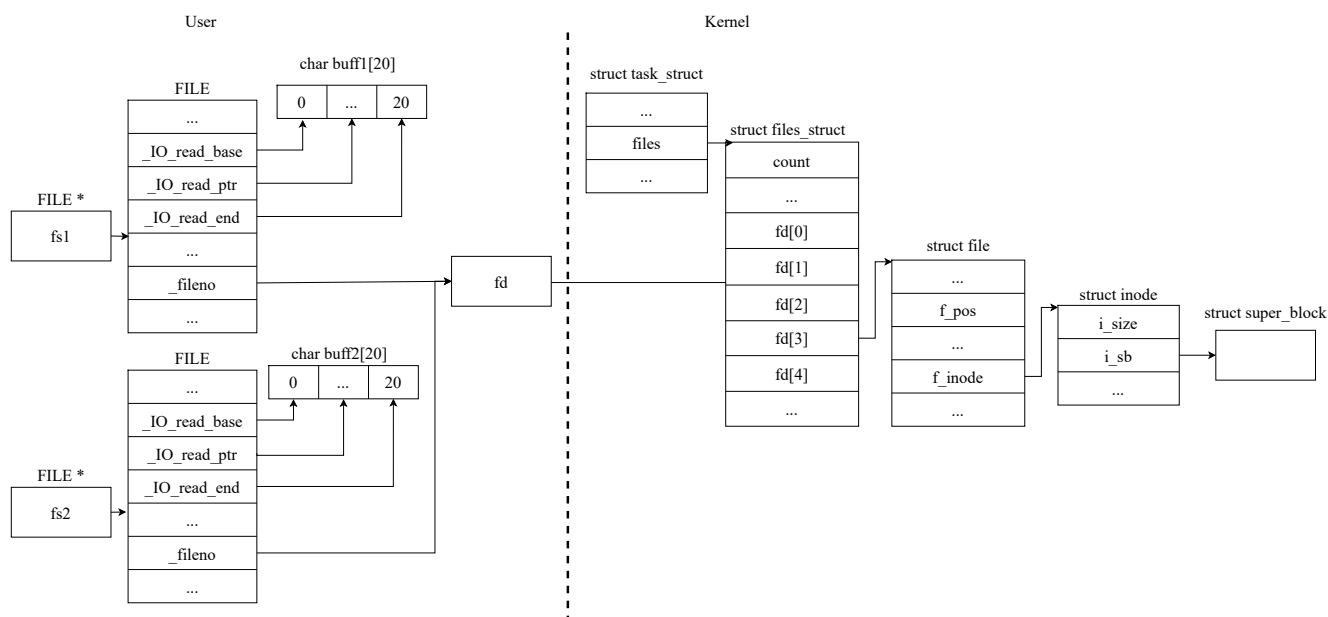 User
Kernel
char buff1[20]
0 ... 20
FILE
...
_IO_read_base
_IO_read_ptr
_IO_read_end
...
_fileno
...
FILE *
fs1
fd
char buff2[20]
0 ... 20
FILE
...
_IO_read_base
_IO_read_ptr
_IO_read_end
...
_fileno
...
FILE *
fs2
struct task_struct
...
files
...
struct files_struct
count
...
fd[0]
fd[1]
fd[2]
fd[3]
fd[4]
...
struct file
...
f_pos
...
f_inode
...
struct inode
i_size
i_sb
...
struct super_block